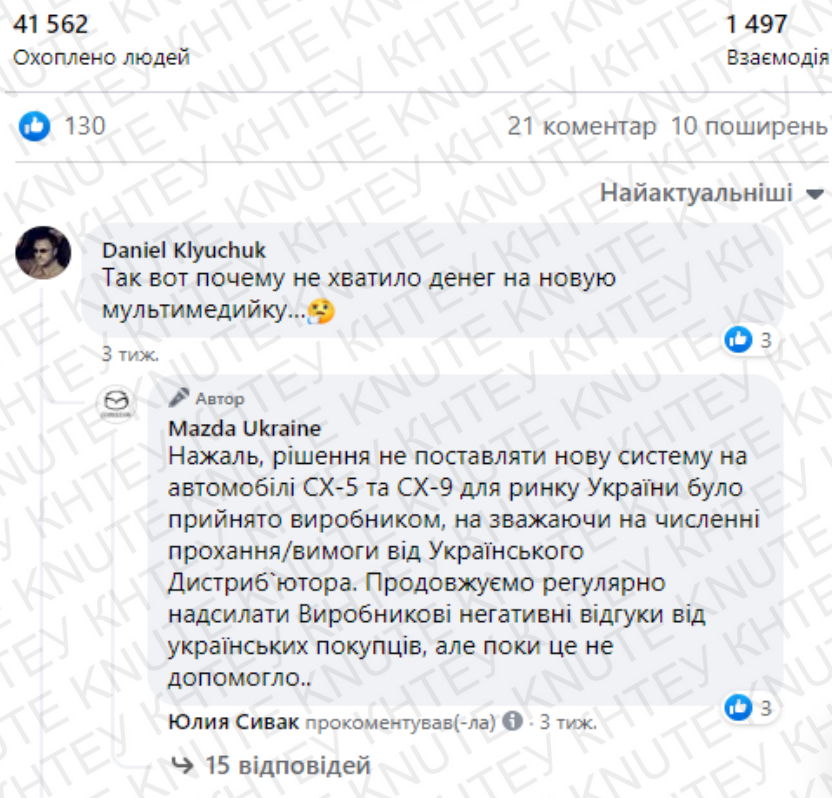 41 562 1 497
Охоплено людей Взаємодія
130 21 коментар 10 поширень
Найактуальніші
Daniel Klyuchuk
Так вот почему не хватило денег на новую
мультимедийку...🤔
3
3 тиж.
Автор
Mazda Ukraine
Нажаль, рішення не поставляти нову систему на
автомобілі CX-5 та CX-9 для ринку України було
прийнято виробником, на зважаючи на численні
прохання/вимоги від Українського
Дистриб`ютора. Продовжуємо регулярно
надсилати Виробникові негативні відгуки від
українських покупців, але поки це не
допомогло..
3
Юлия Сивак прокоментував(-ла) · 3 тиж.
15 відповідей
KHTEY KNUTE KHTEY KNUTE